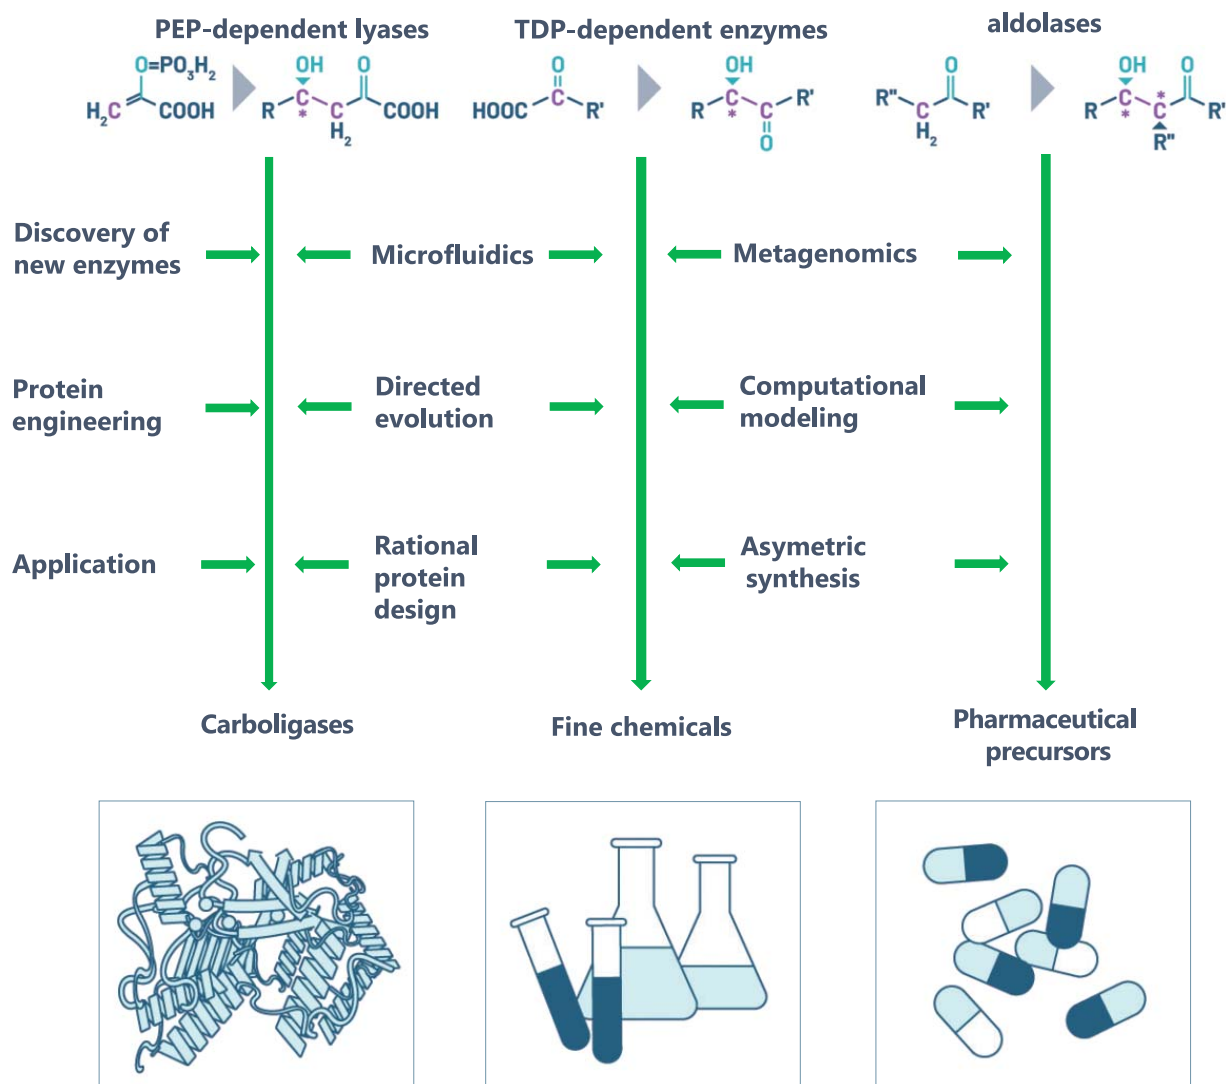 PEP-dependent lyases
TDP-dependent enzymes
aldolases
O=PO₃H₂
H₂C
COOH
OH
O
R
C
*
C
H₂
COOH
HOOC
O
C
R'
OH
R
C
*
C
R'
O
R"
C
H₂
O
R'
OH
O
R
C
*
C
*
R'
R"
Discovery of
new enzymes
Microfluidics
Metagenomics
Protein
engineering
Directed
evolution
Computational
modeling
Application
Rational
protein
design
Asymetric
synthesis
Carboligases
Fine chemicals
Pharmaceutical
precursors